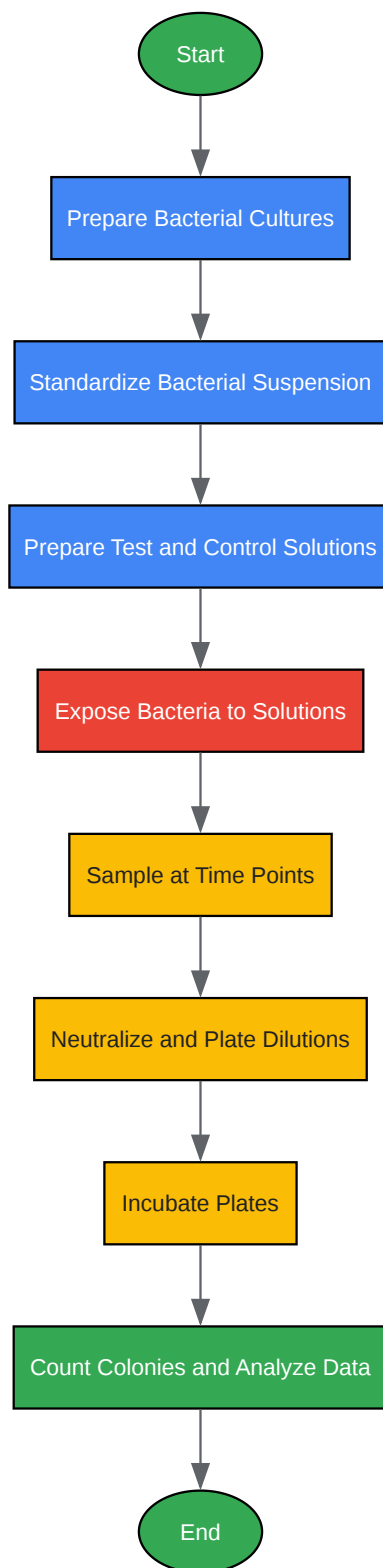 Start
Prepare Bacterial Cultures
Standardize Bacterial Suspension
Prepare Test and Control Solutions
Expose Bacteria to Solutions
Sample at Time Points
Neutralize and Plate Dilutions
Incubate Plates
Count Colonies and Analyze Data
End